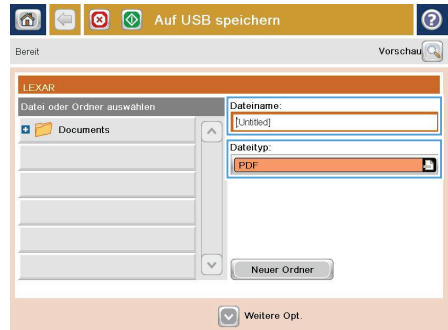 Auf USB speichern
Bereit
Vorschau
LEXAR
Datei oder Ordner auswählen
Dateiname:
Documents
[Untitled]
Dateityp:
PDF
Neuer Ordner
Weitere Opt.